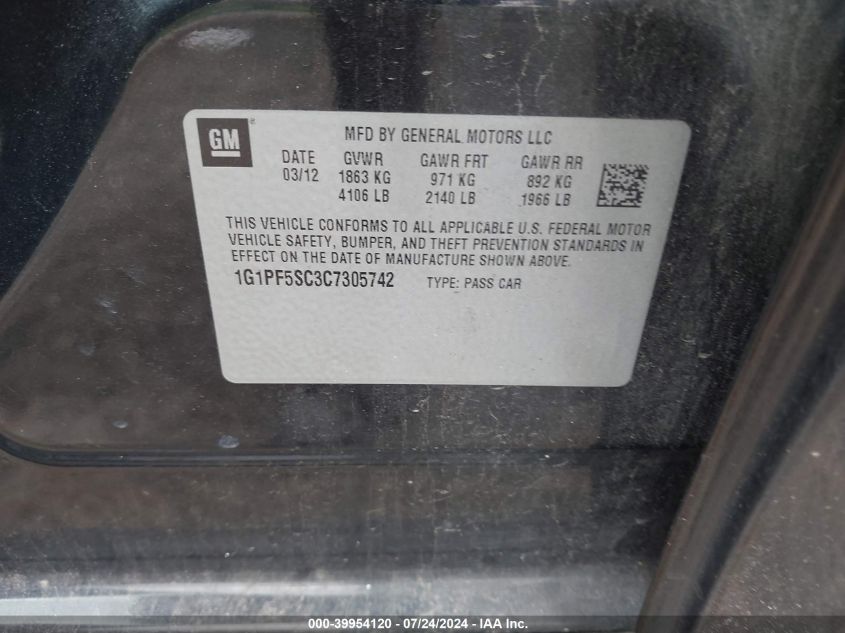 GM®
MFD BY GENERAL MOTORS LLC
DATE GVWR GAWR FRT GAWR RR
03/12 1863 KG 971 KG 892 KG
4106 LB 2140 LB 1966 LB
THIS VEHICLE CONFORMS TO ALL APPLICABLE U.S. FEDERAL MOTOR
VEHICLE SAFETY, BUMPER, AND THEFT PREVENTION STANDARDS IN
EFFECT ON THE DATE OF MANUFACTURE SHOWN ABOVE.
1G1PF5SC3C7305742 TYPE: PASS CAR
000-39954120 - 07/24/2024 - IAA Inc.